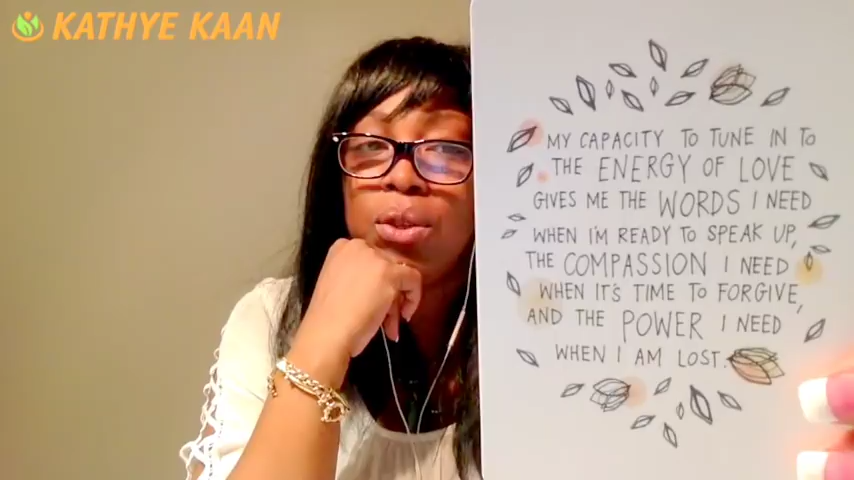 KATHYE KAAN
MY CAPACITY TO TUNE IN TO
THE ENERGY OF LOVE
GIVES ME THE WORDS I NEED
WHEN I'M READY TO SPEAK UP,
THE COMPASSION I NEED
WHEN IT'S TIME TO FORGIVE,
AND THE POWER I NEED
WHEN I AM LOST.